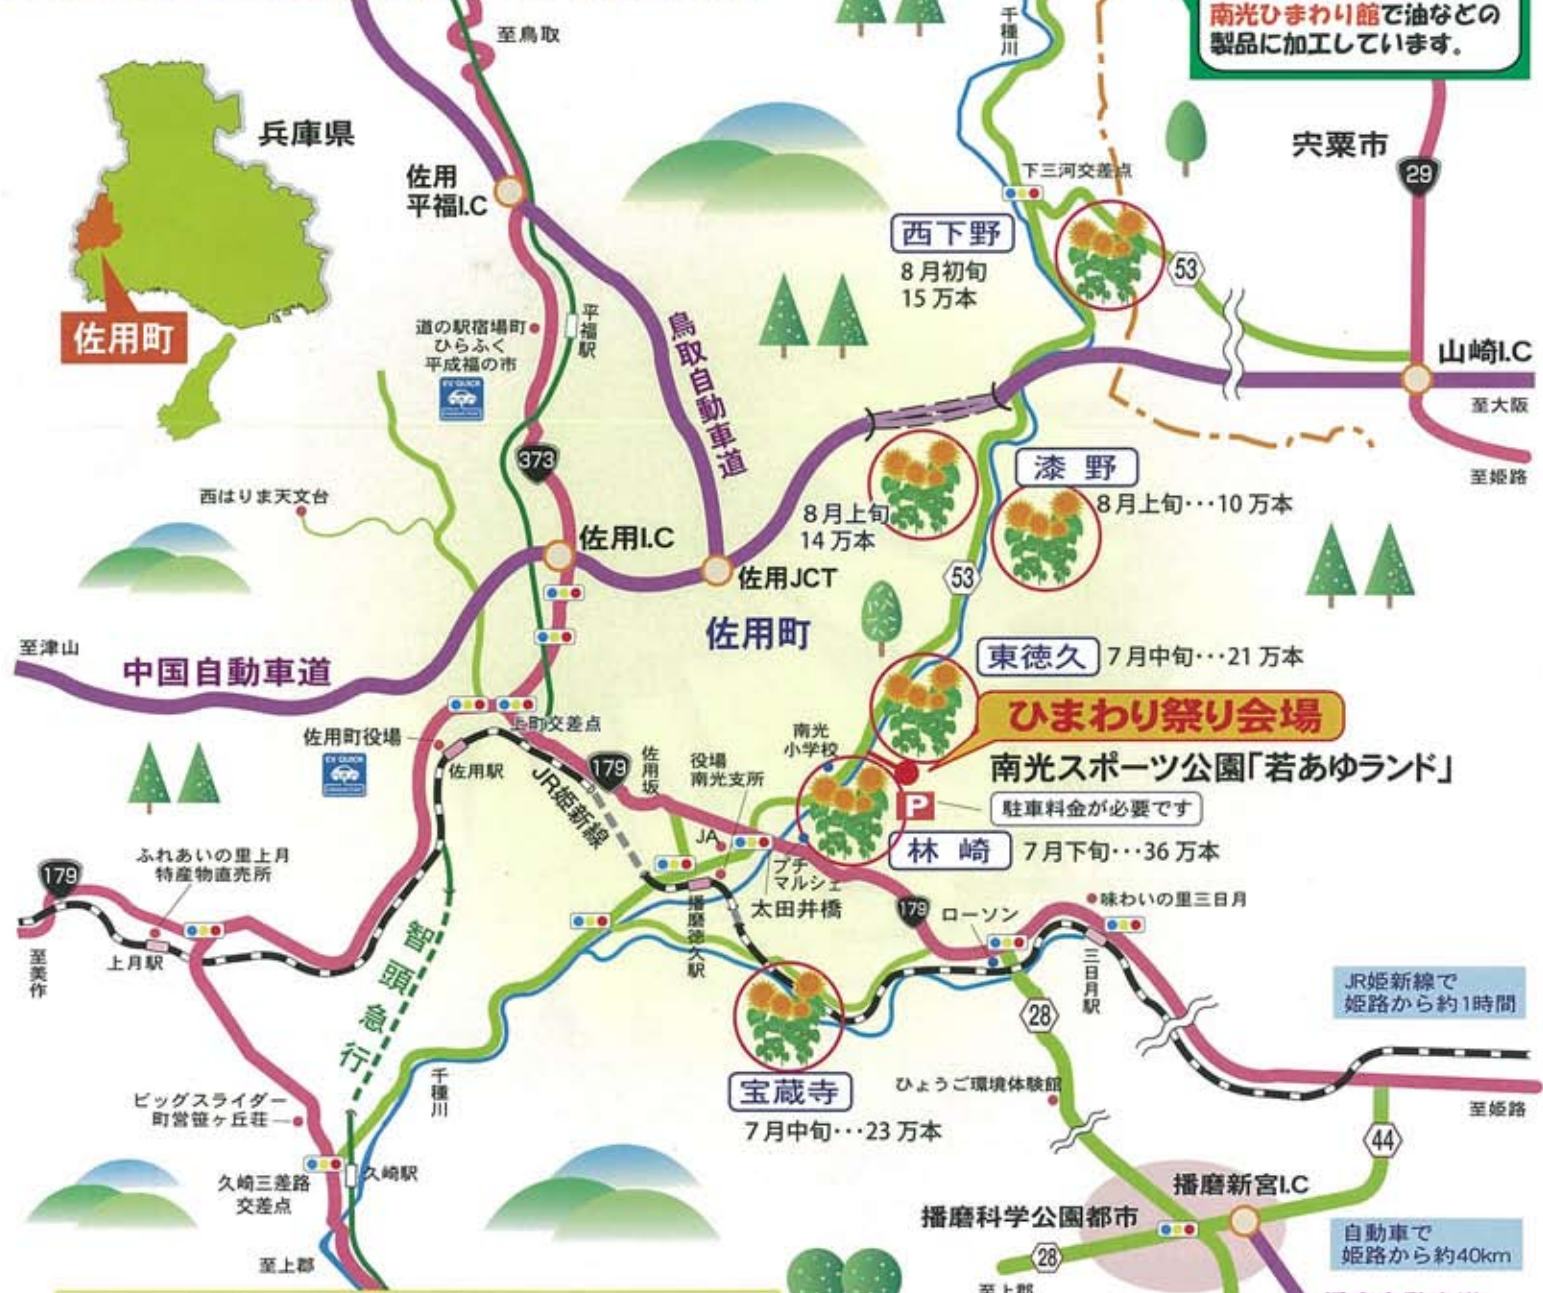 至鳥取
千種川
南光ひまわり館で油などの
製品に加工しています。
兵庫県
宍粟市
29
佐用
平福I.C
下三河交差点
西下野
8月初旬
15万本
53
佐用町
道の駅宿場町
ひらふく
平成福の市
EV QUICK
平福駅
鳥取自動車道
山崎I.C
至大阪
至姫路
373
漆野
8月上旬・・・10万本
西はりま天文台
8月上旬
14万本
佐用I.C
佐用JCT
53
佐用町
至津山
中国自動車道
東徳久
7月中旬・・・21万本
ひまわり祭り会場
南光スポーツ公園「若あゆランド」
上町交差点
佐用町役場
EV QUICK
佐用駅
JR姫新線
179
佐用坂
役場
南光支所
南光
小学校
P
駐車料金が必要です
JA
林崎
7月下旬・・・36万本
プチ
マルシェ
太田井橋
179
ふれあいの里上月
特産物直売所
179
ローソン
味わいの里三日月
至美作
上月駅
智頭急行
播磨徳久駅
三日月駅
JR姫新線で
姫路から約1時間
28
宝蔵寺
7月中旬・・・23万本
千種川
ひょうご環境体験館
ビッグスライダー
町営笹ヶ丘荘
至姫路
44
久崎三差路
交差点
久崎駅
播磨新宮I.C
播磨科学公園都市
28
自動車で
姫路から約40km
至上郡
至上郡